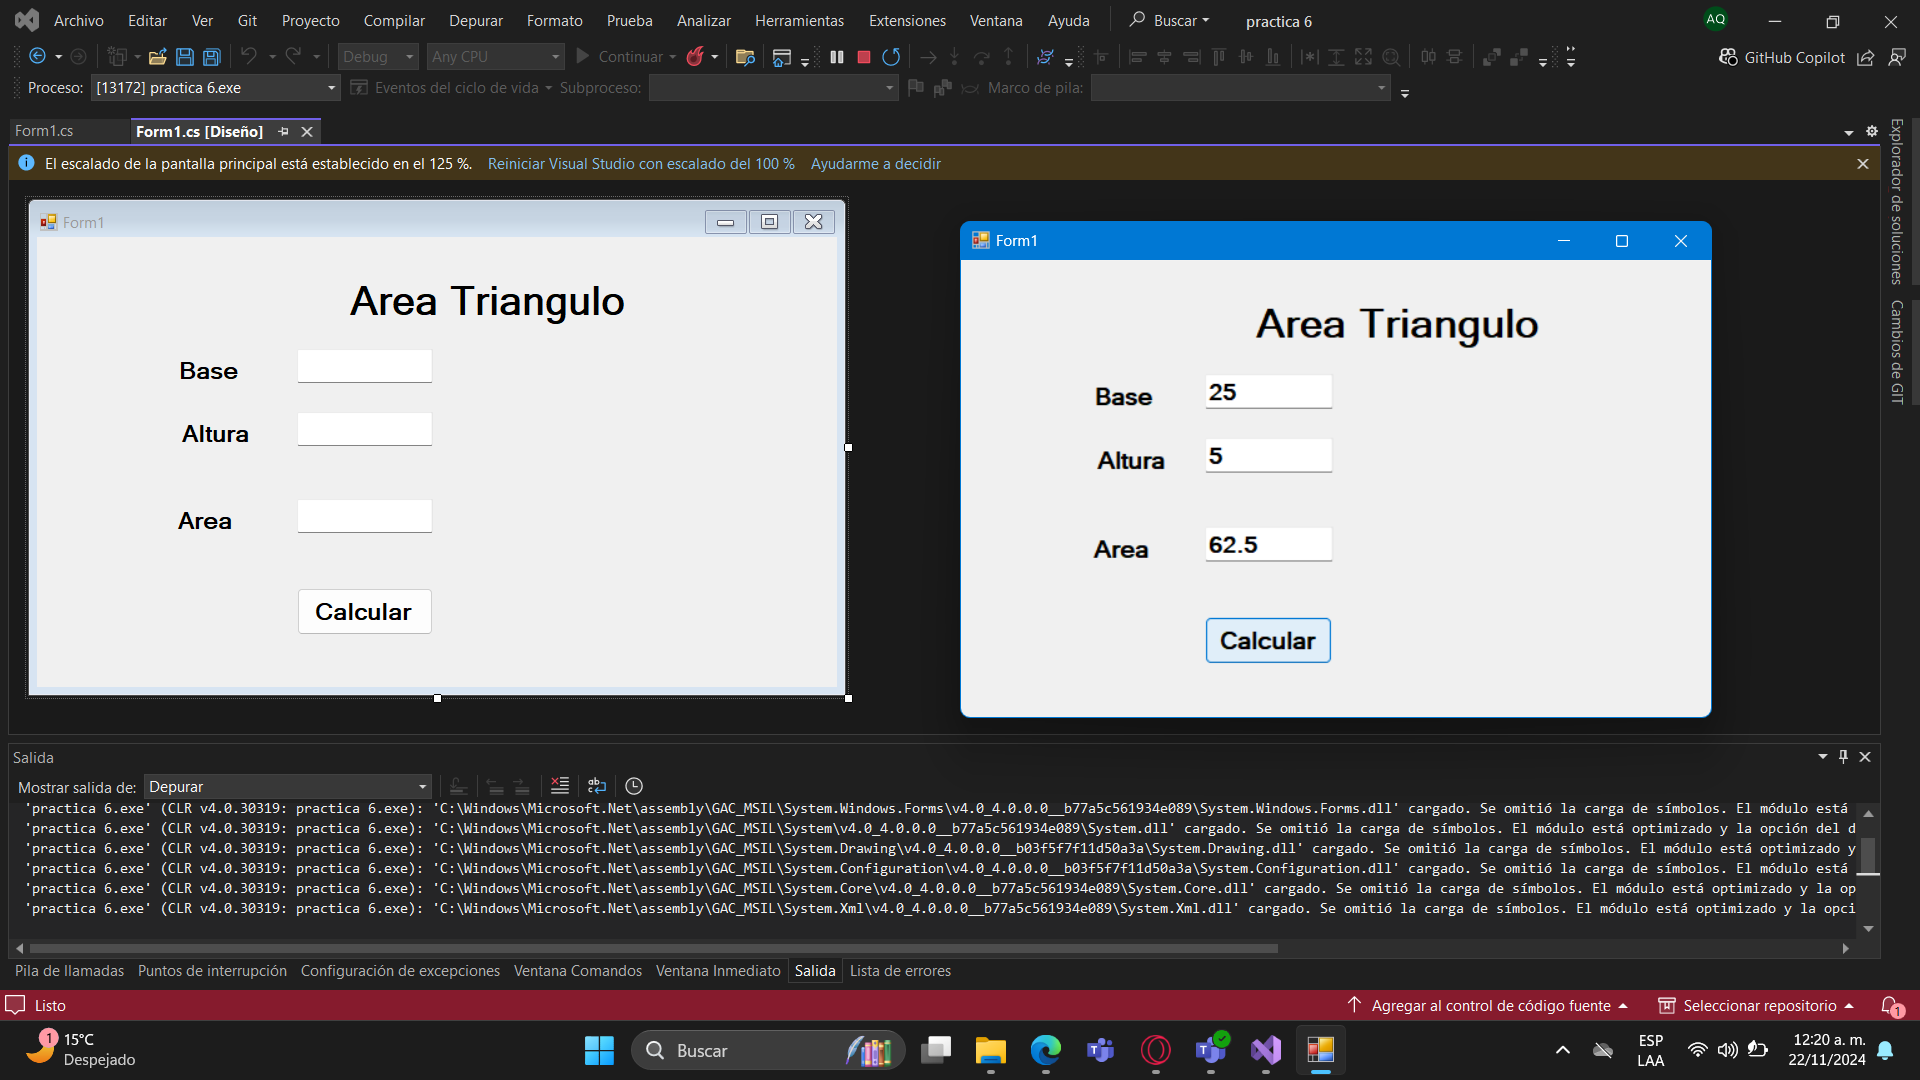 Archivo Editar Ver Git Proyecto Compilar Depurar Formato Prueba Analizar Herramientas Extensiones Ventana Ayuda Buscar practica 6 AQ
Debug Any CPU Continuar GitHub Copilot
Proceso: [13172] practica 6.exe Eventos del ciclo de vida Subproceso: Marco de pila:
Form1.cs Form1.cs [Diseño]
El escalado de la pantalla principal está establecido en el 125 %. Reiniciar Visual Studio con escalado del 100 % Ayudarme a decidir
Explorador de soluciones
Cambios de GIT
Form1
Area Triangulo
Base
Altura
Area
Calcular
Form1
Area Triangulo
Base 25
Altura 5
Area 62.5
Calcular
Salida
Mostrar salida de: Depurar
'practica 6.exe' (CLR v4.0.30319: practica 6.exe): 'C:\Windows\Microsoft.Net\assembly\GAC_MSIL\System.Windows.Forms\v4.0_4.0.0.0__b77a5c561934e089\System.Windows.Forms.dll' cargado. Se omitió la carga de símbolos. El módulo está
'practica 6.exe' (CLR v4.0.30319: practica 6.exe): 'C:\Windows\Microsoft.Net\assembly\GAC_MSIL\System\v4.0_4.0.0.0__b77a5c561934e089\System.dll' cargado. Se omitió la carga de símbolos. El módulo está optimizado y la opción del d
'practica 6.exe' (CLR v4.0.30319: practica 6.exe): 'C:\Windows\Microsoft.Net\assembly\GAC_MSIL\System.Drawing\v4.0_4.0.0.0__b03f5f7f11d50a3a\System.Drawing.dll' cargado. Se omitió la carga de símbolos. El módulo está optimizado y
'practica 6.exe' (CLR v4.0.30319: practica 6.exe): 'C:\Windows\Microsoft.Net\assembly\GAC_MSIL\System.Configuration\v4.0_4.0.0.0__b03f5f7f11d50a3a\System.Configuration.dll' cargado. Se omitió la carga de símbolos. El módulo está
'practica 6.exe' (CLR v4.0.30319: practica 6.exe): 'C:\Windows\Microsoft.Net\assembly\GAC_MSIL\System.Core\v4.0_4.0.0.0__b77a5c561934e089\System.Core.dll' cargado. Se omitió la carga de símbolos. El módulo está optimizado y la op
'practica 6.exe' (CLR v4.0.30319: practica 6.exe): 'C:\Windows\Microsoft.Net\assembly\GAC_MSIL\System.Xml\v4.0_4.0.0.0__b77a5c561934e089\System.Xml.dll' cargado. Se omitió la carga de símbolos. El módulo está optimizado y la opci
Pila de llamadas Puntos de interrupción Configuración de excepciones Ventana Comandos Ventana Inmediato Salida Lista de errores
Listo Agregar al control de código fuente Seleccionar repositorio 1
1 15°C
Despejado
Buscar
ESP
LAA
12:20 a. m.
22/11/2024